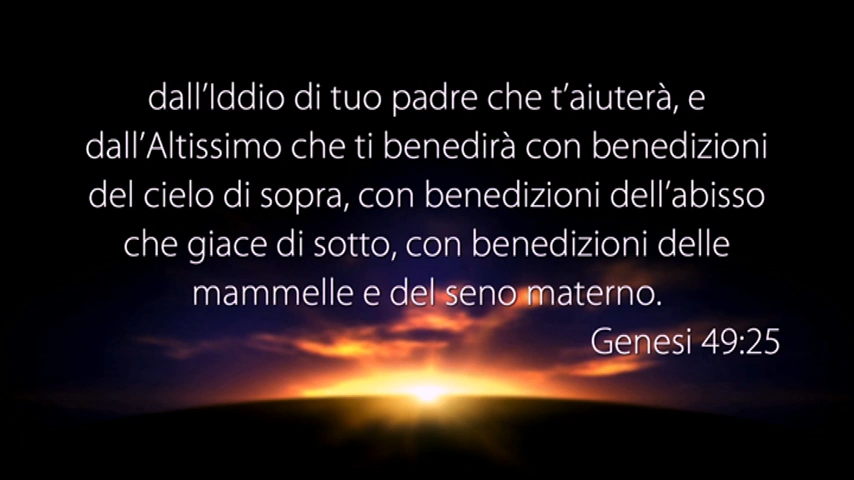 dall’Iddio di tuo padre che t’aiuterà, e
dall’Altissimo che ti benedirà con benedizioni
del cielo di sopra, con benedizioni dell’abisso
che giace di sotto, con benedizioni delle
mammelle e del seno materno.
Genesi 49:25